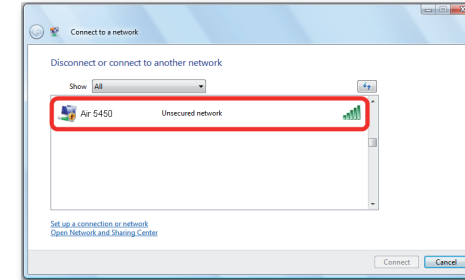 Connect to a network
Disconnect or connect to another network
Show All
Air 5450 Unsecured network
Set up a connection or network
Open Network and Sharing Center
Connect Cancel